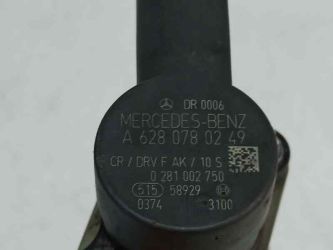 DR 0006
MERCEDES-BENZ
A 628 078 02 49
CR / DRV F AK / 10 S
0 281 002 750
515 58929
0374 3100